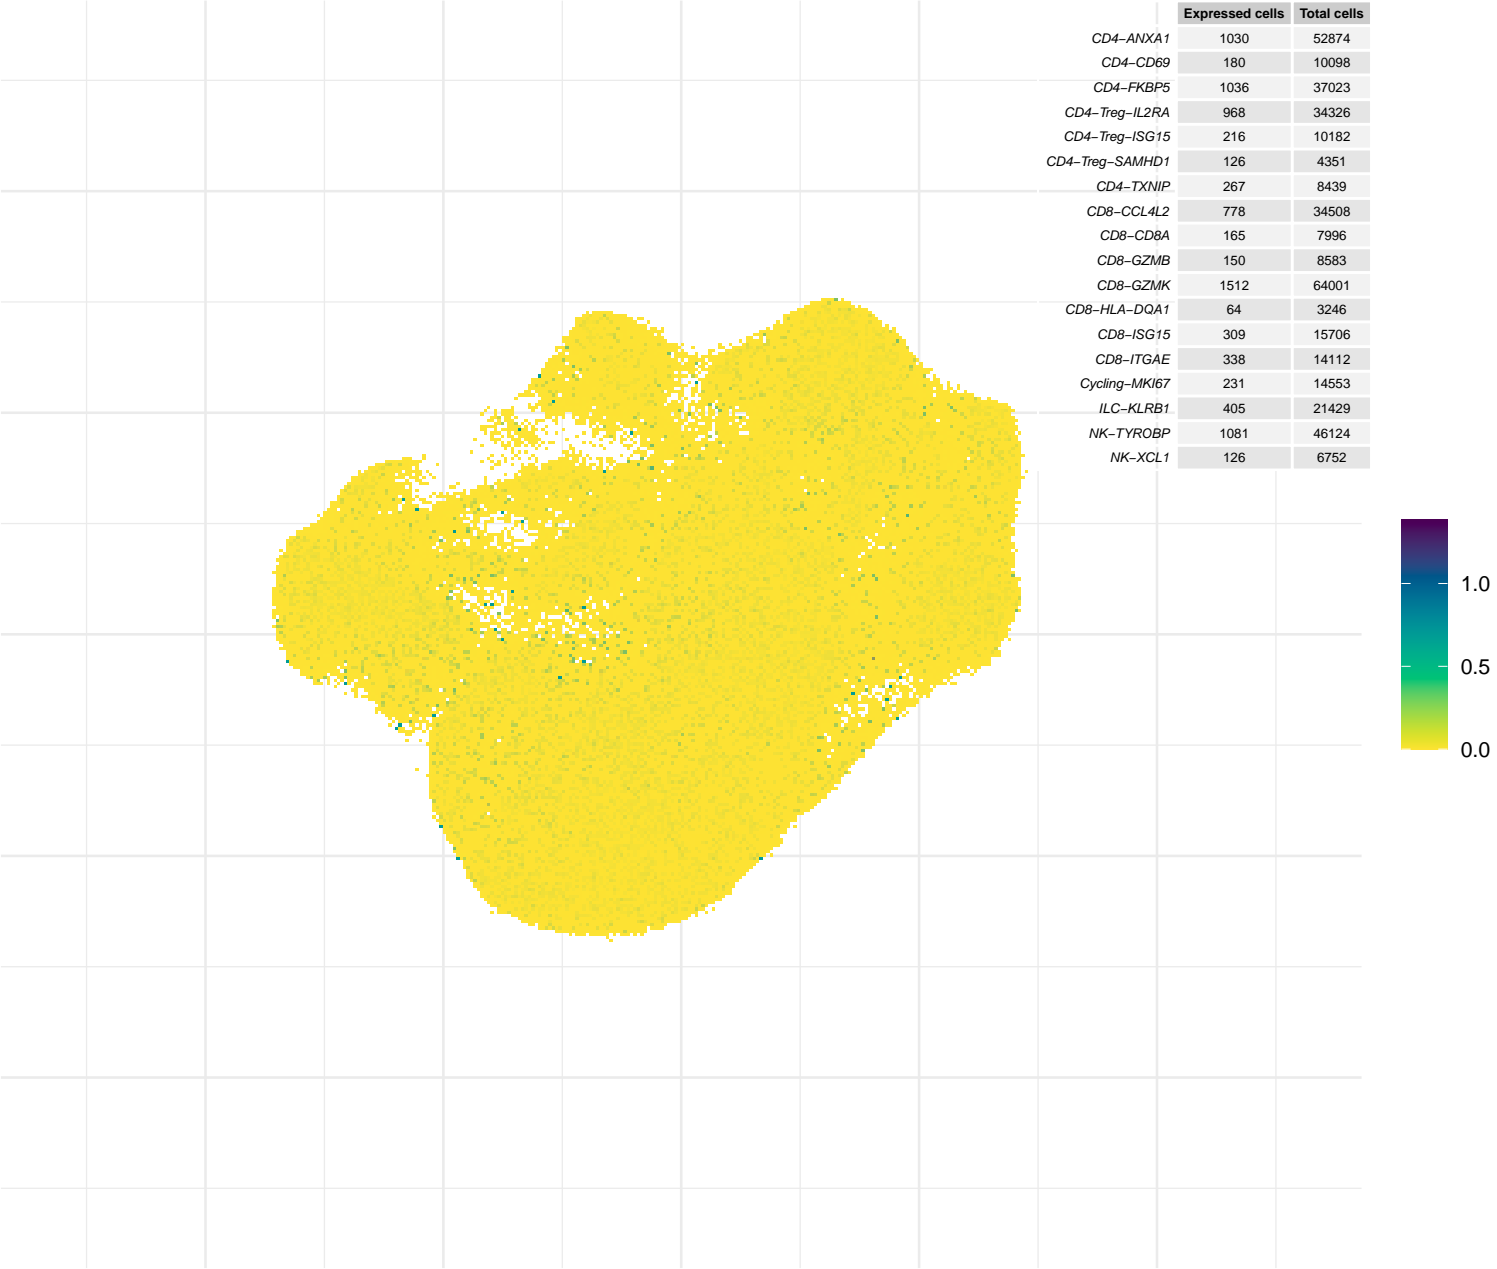 Expressed cells Total cells
CD4−ANXA1 1030 52874
CD4−CD69 180 10098
CD4−FKBP5 1036 37023
CD4−Treg−IL2RA 968 34326
CD4−Treg−ISG15 216 10182
CD4−Treg−SAMHD1 126 4351
CD4−TXNIP 267 8439
CD8−CCL4L2 778 34508
CD8−CD8A 165 7996
CD8−GZMB 150 8583
CD8−GZMK 1512 64001
CD8−HLA−DQA1 64 3246
CD8−ISG15 309 15706
CD8−ITGAE 338 14112
Cycling−MKI67 231 14553
ILC−KLRB1 405 21429
NK−TYROBP 1081 46124
NK−XCL1 126 6752
1.0
0.5
0.0